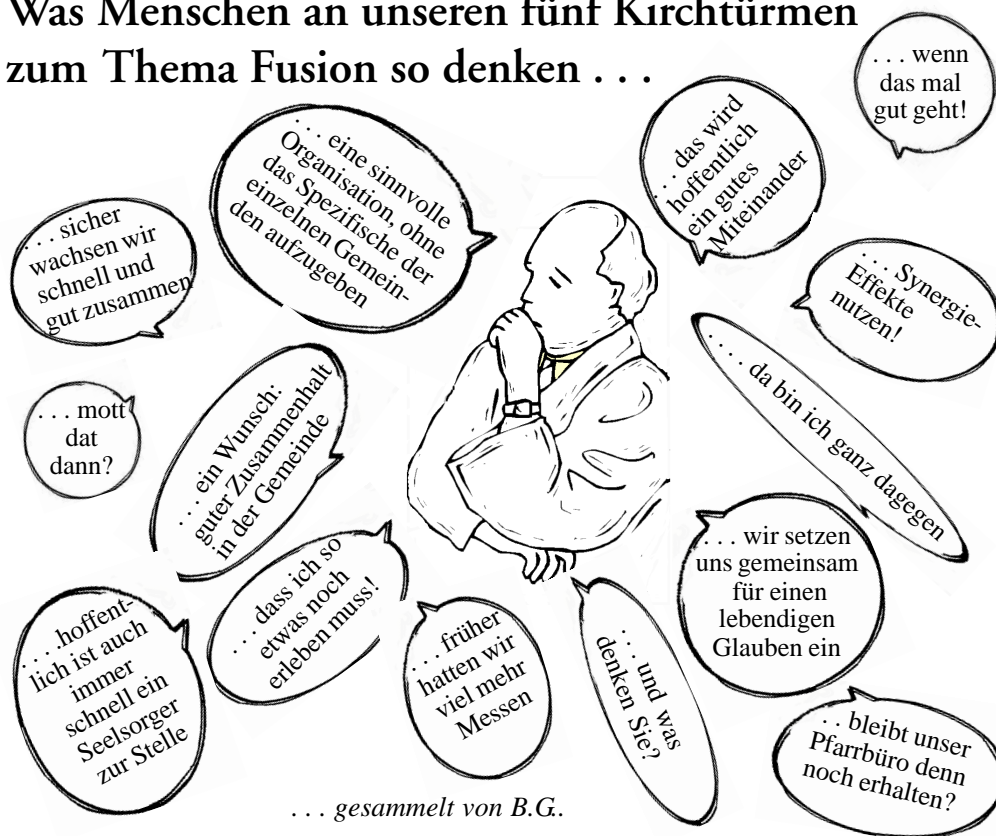 Was Menschen an unseren fünf Kirchtürmen
zum Thema Fusion so denken . . .
. . . wenn
das mal
gut geht!
. . . eine sinnvolle
Organisation, ohne
das Spezifische der
einzelnen Gemein-
den aufzugeben
. . . das wird
hoffentlich
ein gutes
Miteinander
. . . sicher
wachsen wir
schnell und
gut zusammen
. . . Synergie-
Effekte
nutzen!
. . . mott
dat
dann?
. . . ein Wunsch:
guter Zusammenhalt
in der Gemeinde
. . . . da bin ich ganz dagegen
. . . wir setzen
uns gemeinsam
für einen
lebendigen
Glauben ein
. . . dass ich so
etwas noch
erleben muss!
. . . .hoffent-
lich ist auch
immer
schnell ein
Seelsorger
zur Stelle
. . . früher
hatten wir
viel mehr
Messen
. . . und was
denken Sie?
. . bleibt unser
Pfarrbüro denn
noch erhalten?
. . . gesammelt von B.G..